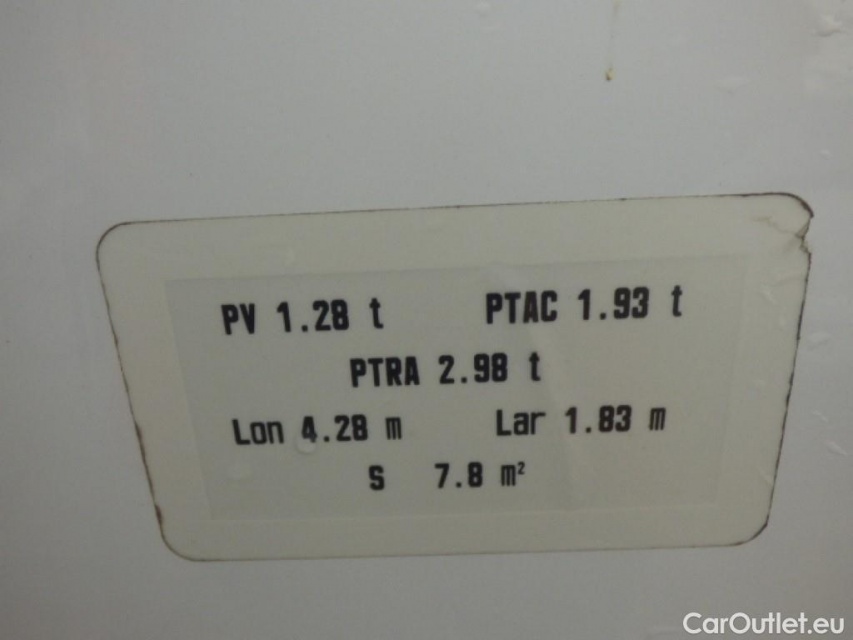 PV 1.28 t PTAC 1.93 t
PTRA 2.98 t
Lon 4.28 m Lar 1.83 m
S 7.8 m²
CarOutlet.eu